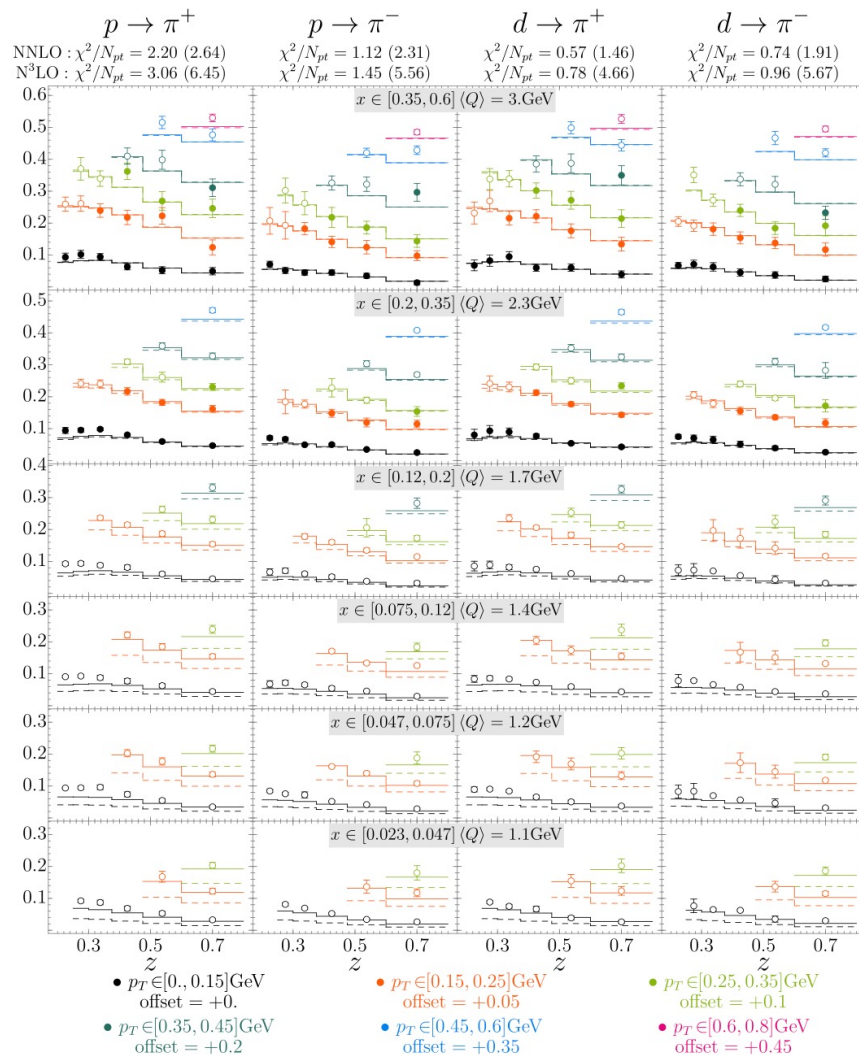 p → π⁺ p → π⁻ d → π⁺ d → π⁻
NNLO : χ²/Nₚₜ = 2.20 (2.64) χ²/Nₚₜ = 1.12 (2.31) χ²/Nₚₜ = 0.57 (1.46) χ²/Nₚₜ = 0.74 (1.91)
N³LO : χ²/Nₚₜ = 3.06 (6.45) χ²/Nₚₜ = 1.45 (5.56) χ²/Nₚₜ = 0.78 (4.66) χ²/Nₚₜ = 0.96 (5.67)
x ∈ [0.35, 0.6] ⟨Q⟩ = 3.GeV
0.6
0.5
0.4
0.3
0.2
0.1
x ∈ [0.2, 0.35] ⟨Q⟩ = 2.3GeV
0.5
0.4
0.3
0.2
0.1
x ∈ [0.12, 0.2] ⟨Q⟩ = 1.7GeV
0.4
0.3
0.2
0.1
x ∈ [0.075, 0.12] ⟨Q⟩ = 1.4GeV
0.3
0.2
0.1
x ∈ [0.047, 0.075] ⟨Q⟩ = 1.2GeV
0.3
0.2
0.1
x ∈ [0.023, 0.047] ⟨Q⟩ = 1.1GeV
0.3
0.2
0.1
0.3 0.5 0.7 0.3 0.5 0.7 0.3 0.5 0.7 0.3 0.5 0.7
z z z z
• p_T ∈[0., 0.15]GeV • p_T ∈[0.15, 0.25]GeV • p_T ∈[0.25, 0.35]GeV
offset = +0. offset = +0.05 offset = +0.1
• p_T ∈[0.35, 0.45]GeV • p_T ∈[0.45, 0.6]GeV • p_T ∈[0.6, 0.8]GeV
offset = +0.2 offset = +0.35 offset = +0.45